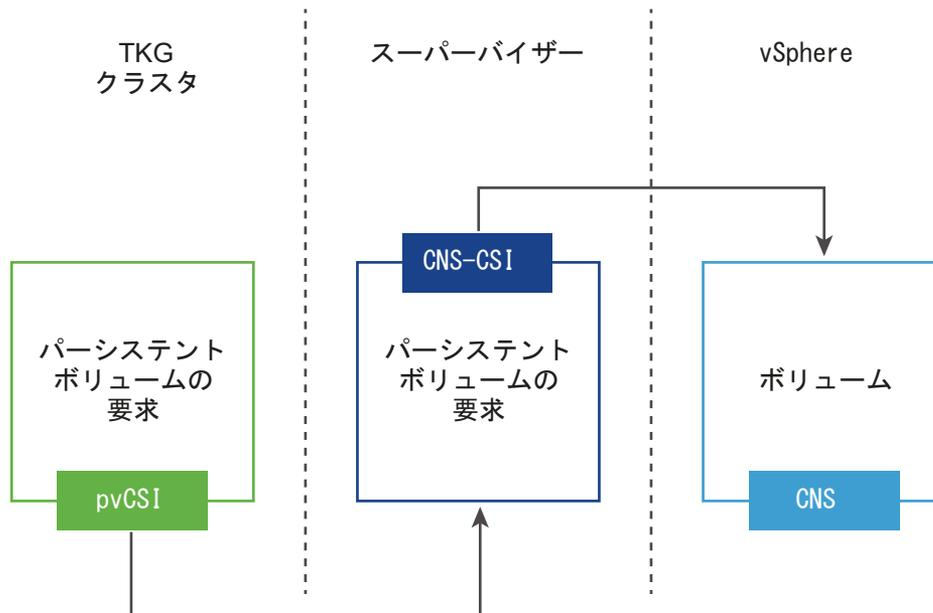 TKG
クラスタ
スーパーバイザー
vSphere
CNS-CSI
パーシステント
ボリュームの
要求
パーシステント
ボリュームの
要求
ボリューム
pvCSI
CNS